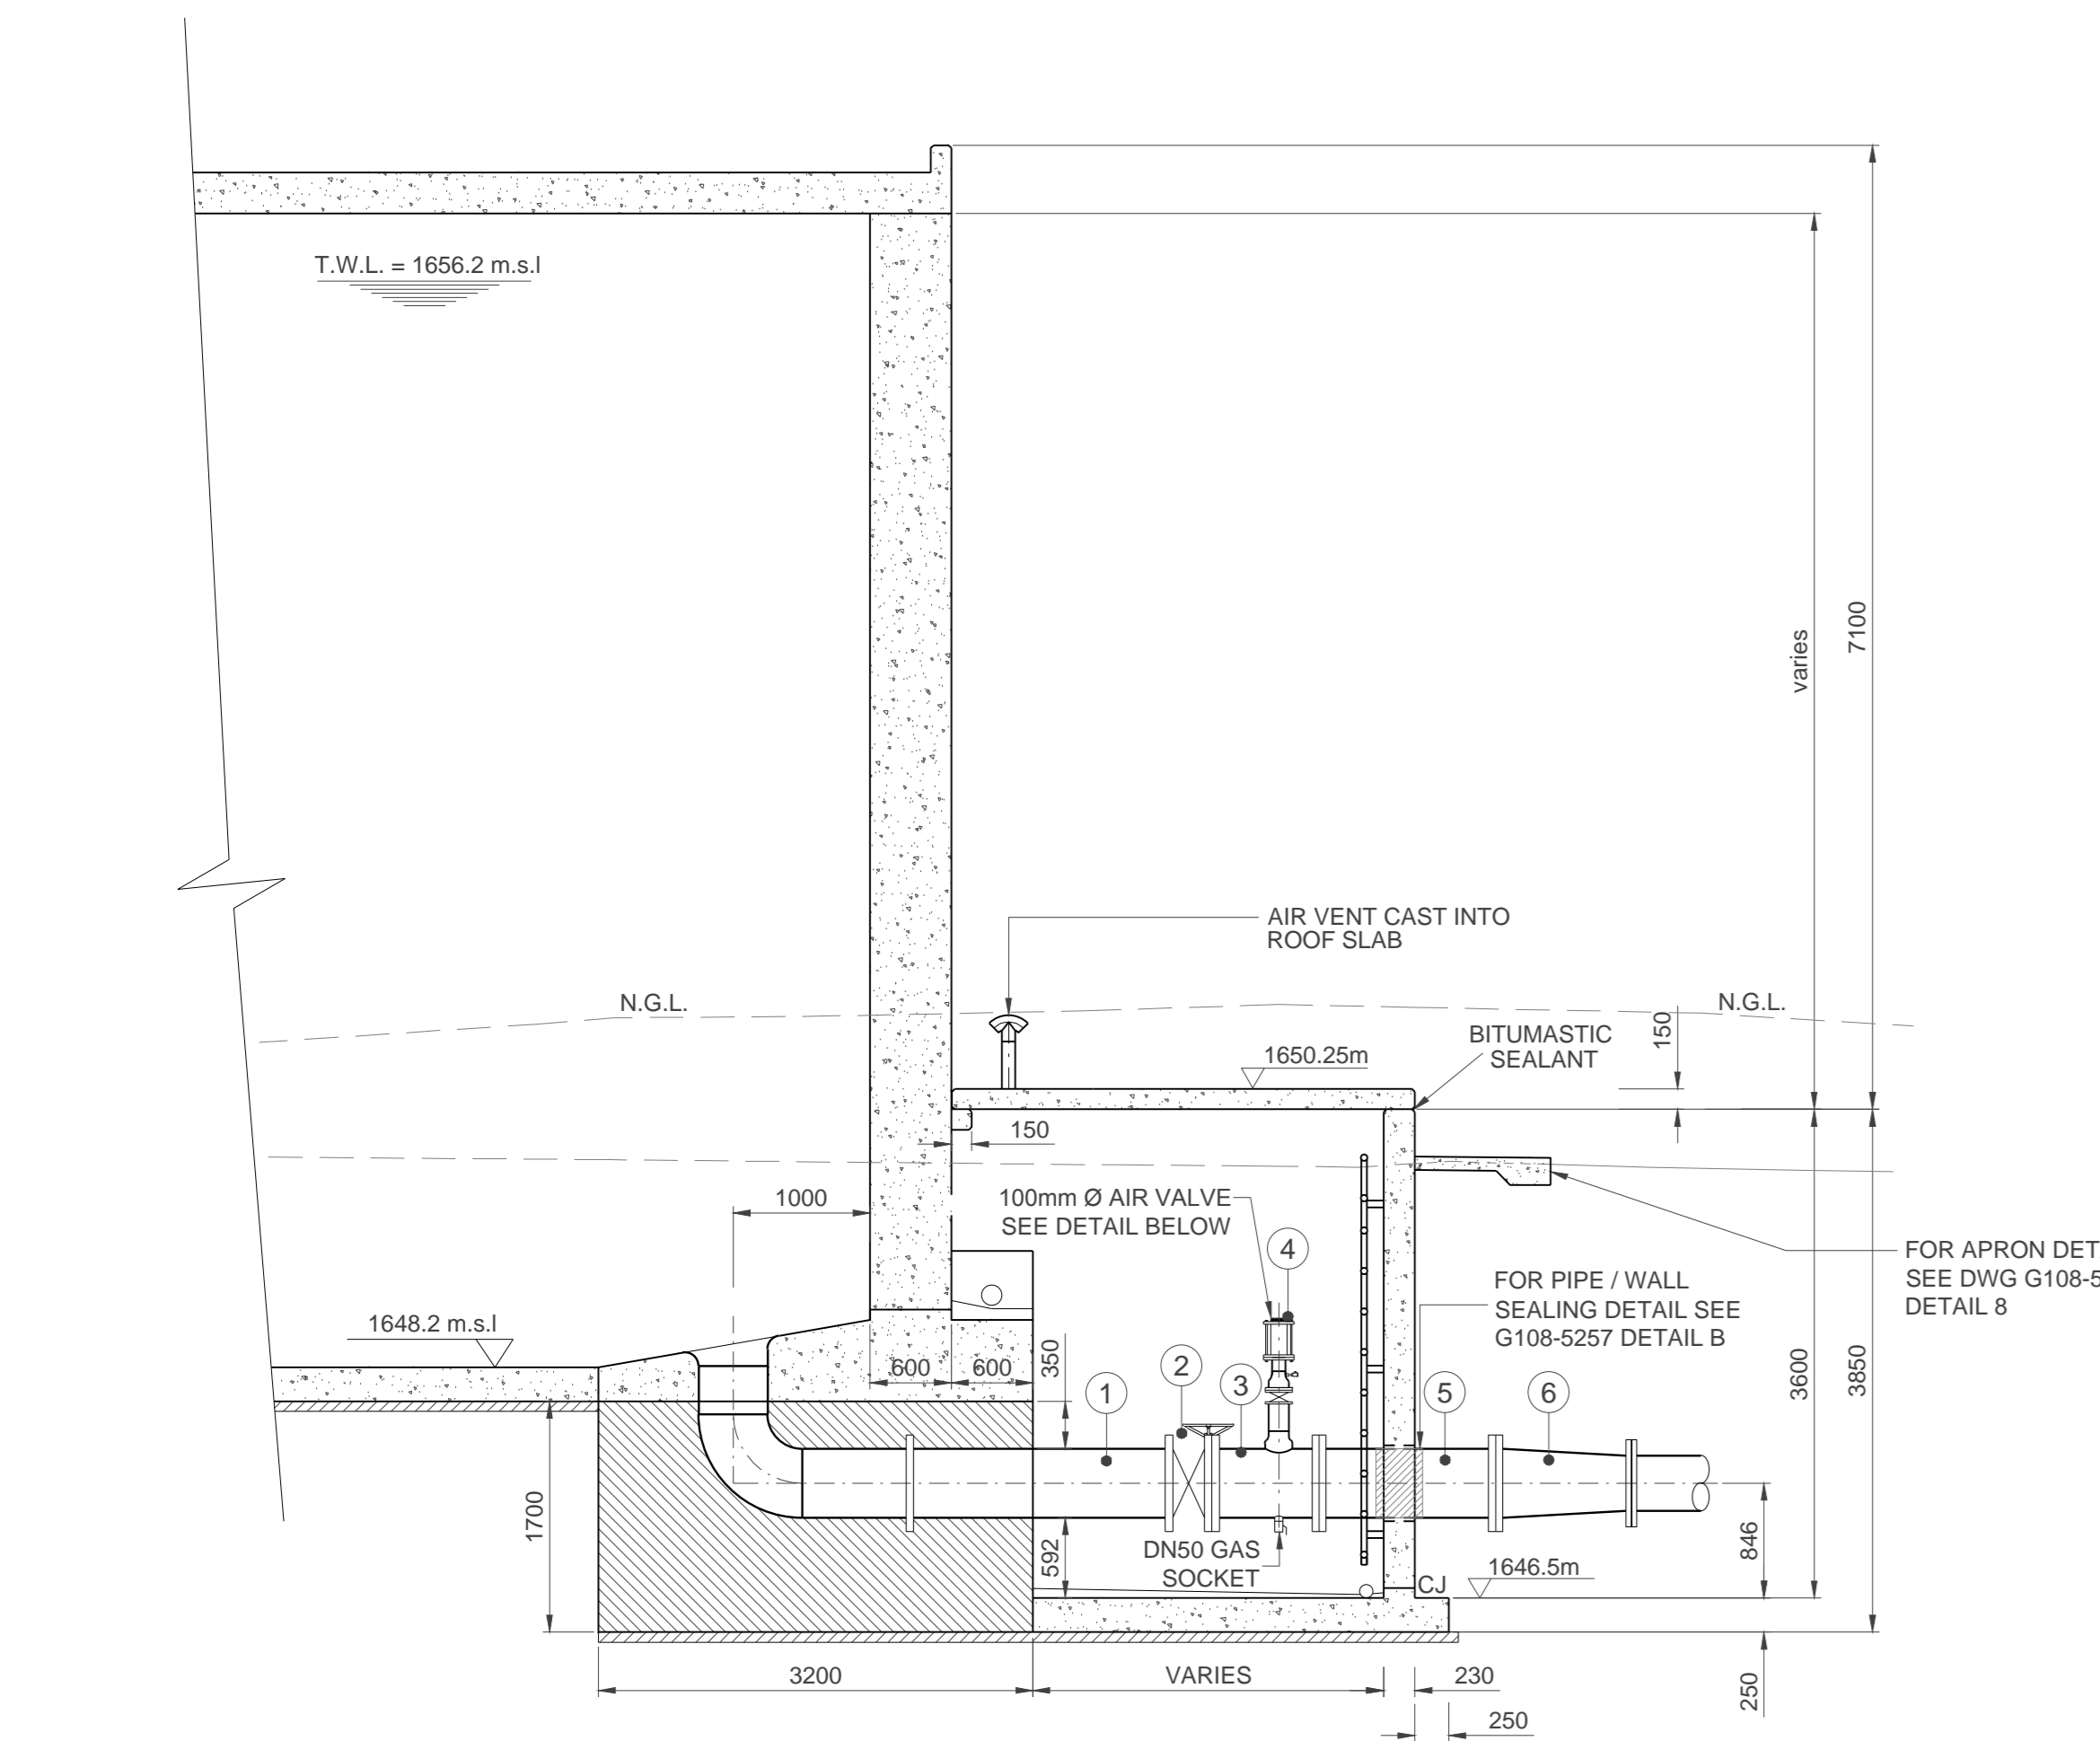 T.W.L. = 1656.2 m.s.l
varies
7100
AIR VENT CAST INTO
ROOF SLAB
N.G.L.
N.G.L.
150
BITUMASTIC
SEALANT
1650.25m
150
1000
100mm Ø AIR VALVE
SEE DETAIL BELOW
4
FOR APRON DET
SEE DWG G108-5
DETAIL 8
FOR PIPE / WALL
SEALING DETAIL SEE
G108-5257 DETAIL B
1648.2 m.s.l
600
600
350
1
2
3
5
6
3600
3850
1700
592
DN50 GAS
SOCKET
CJ
1646.5m
846
3200
VARIES
230
250
250